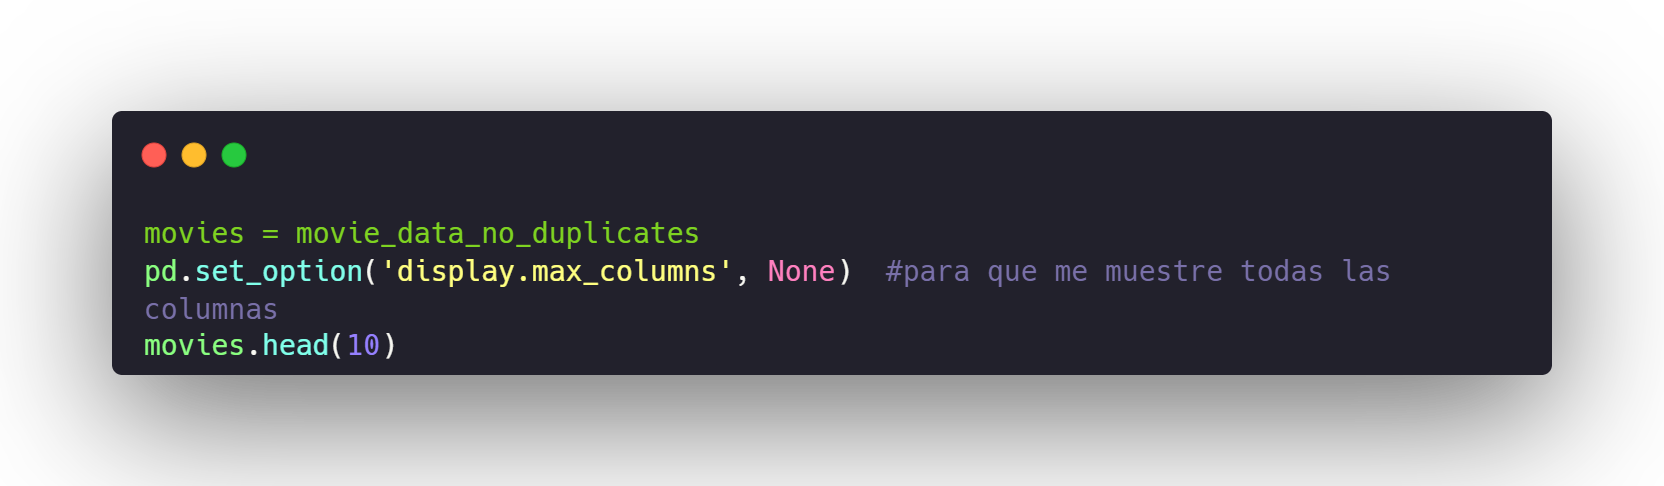 movies = movie_data_no_duplicates
pd.set_option('display.max_columns', None)  #para que me muestre todas las
columnas
movies.head(10)